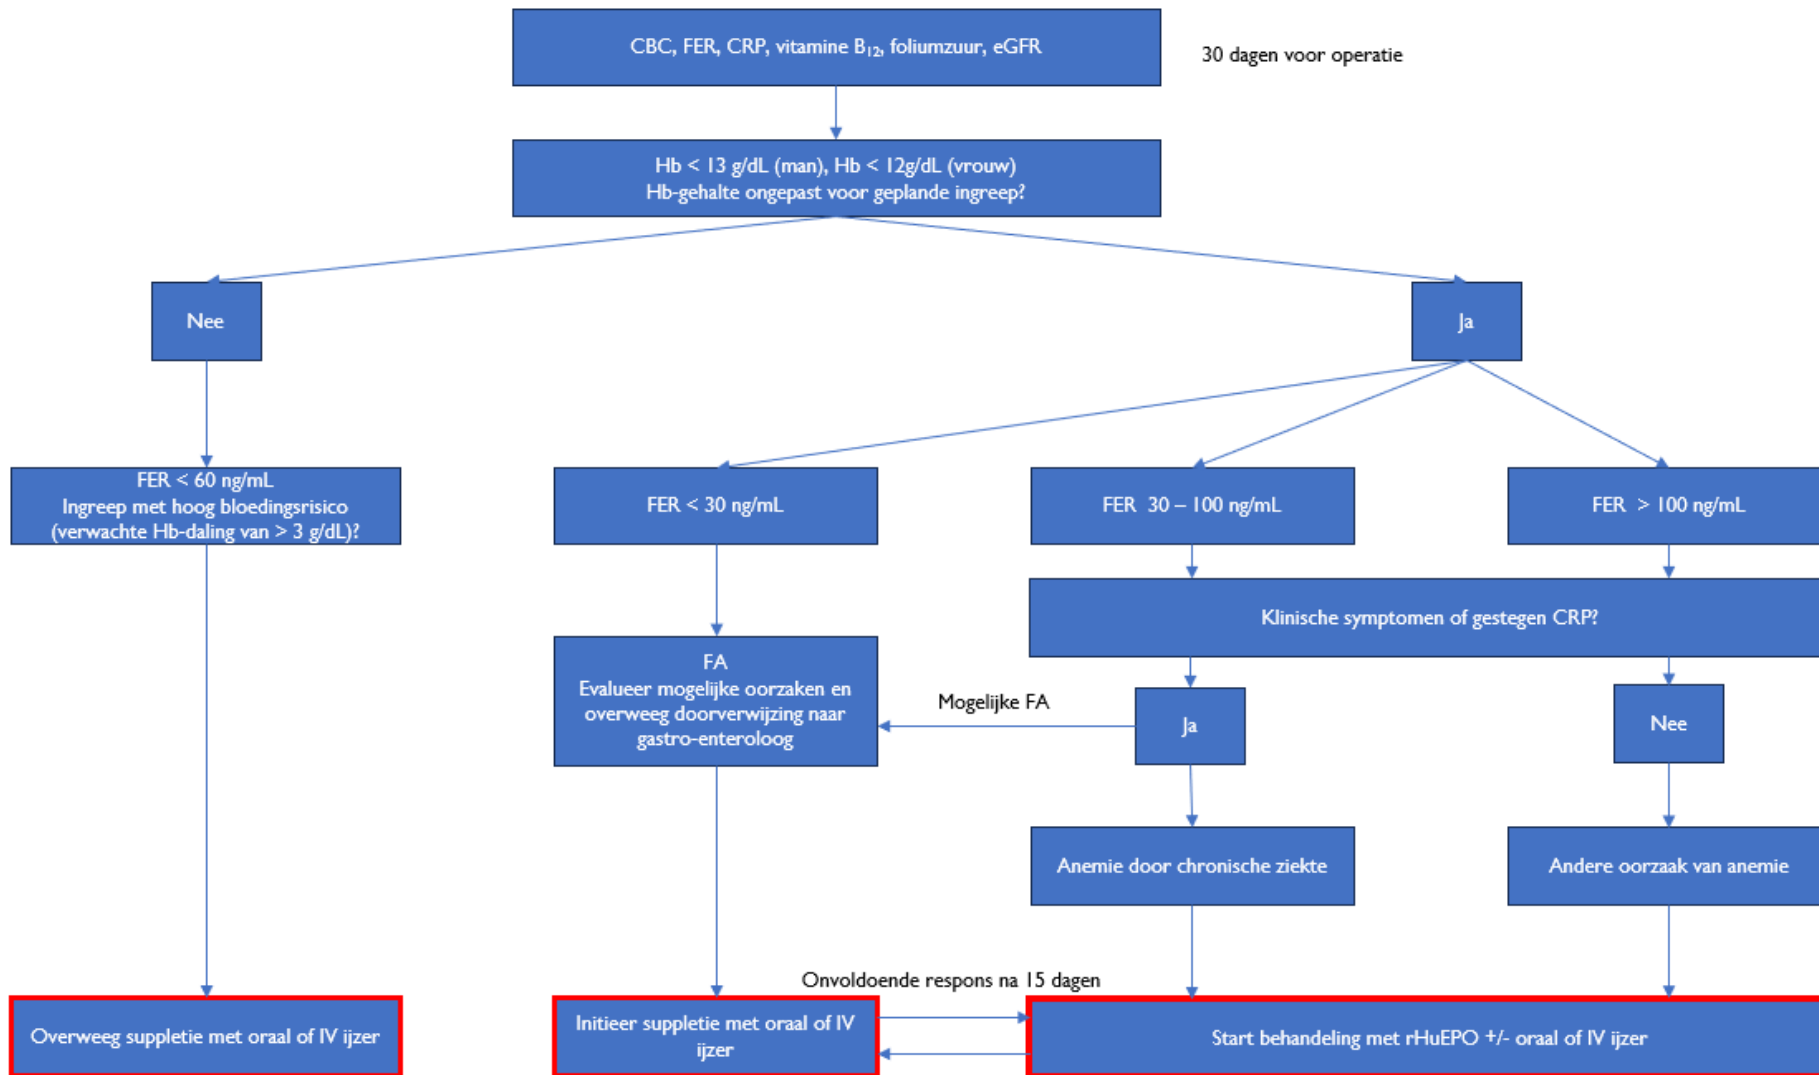 CBC, FER, CRP, vitamine B₁₂, foliumzuur, eGFR
30 dagen voor operatie
Hb < 13 g/dL (man), Hb < 12g/dL (vrouw)
Hb-gehalte ongepast voor geplande ingreep?
Nee
Ja
FER < 60 ng/mL
Ingreep met hoog bloedingsrisico
(verwachte Hb-daling van > 3 g/dL)?
FER < 30 ng/mL
FER 30 – 100 ng/mL
FER > 100 ng/mL
Klinische symptomen of gestegen CRP?
FA
Evalueer mogelijke oorzaken en
overweeg doorverwijzing naar
gastro-enteroloog
Mogelijke FA
Ja
Nee
Anemie door chronische ziekte
Andere oorzaak van anemie
Onvoldoende respons na 15 dagen
Overweeg suppletie met oraal of IV ijzer
Initieer suppletie met oraal of IV
ijzer
Start behandeling met rHuEPO +/- oraal of IV ijzer